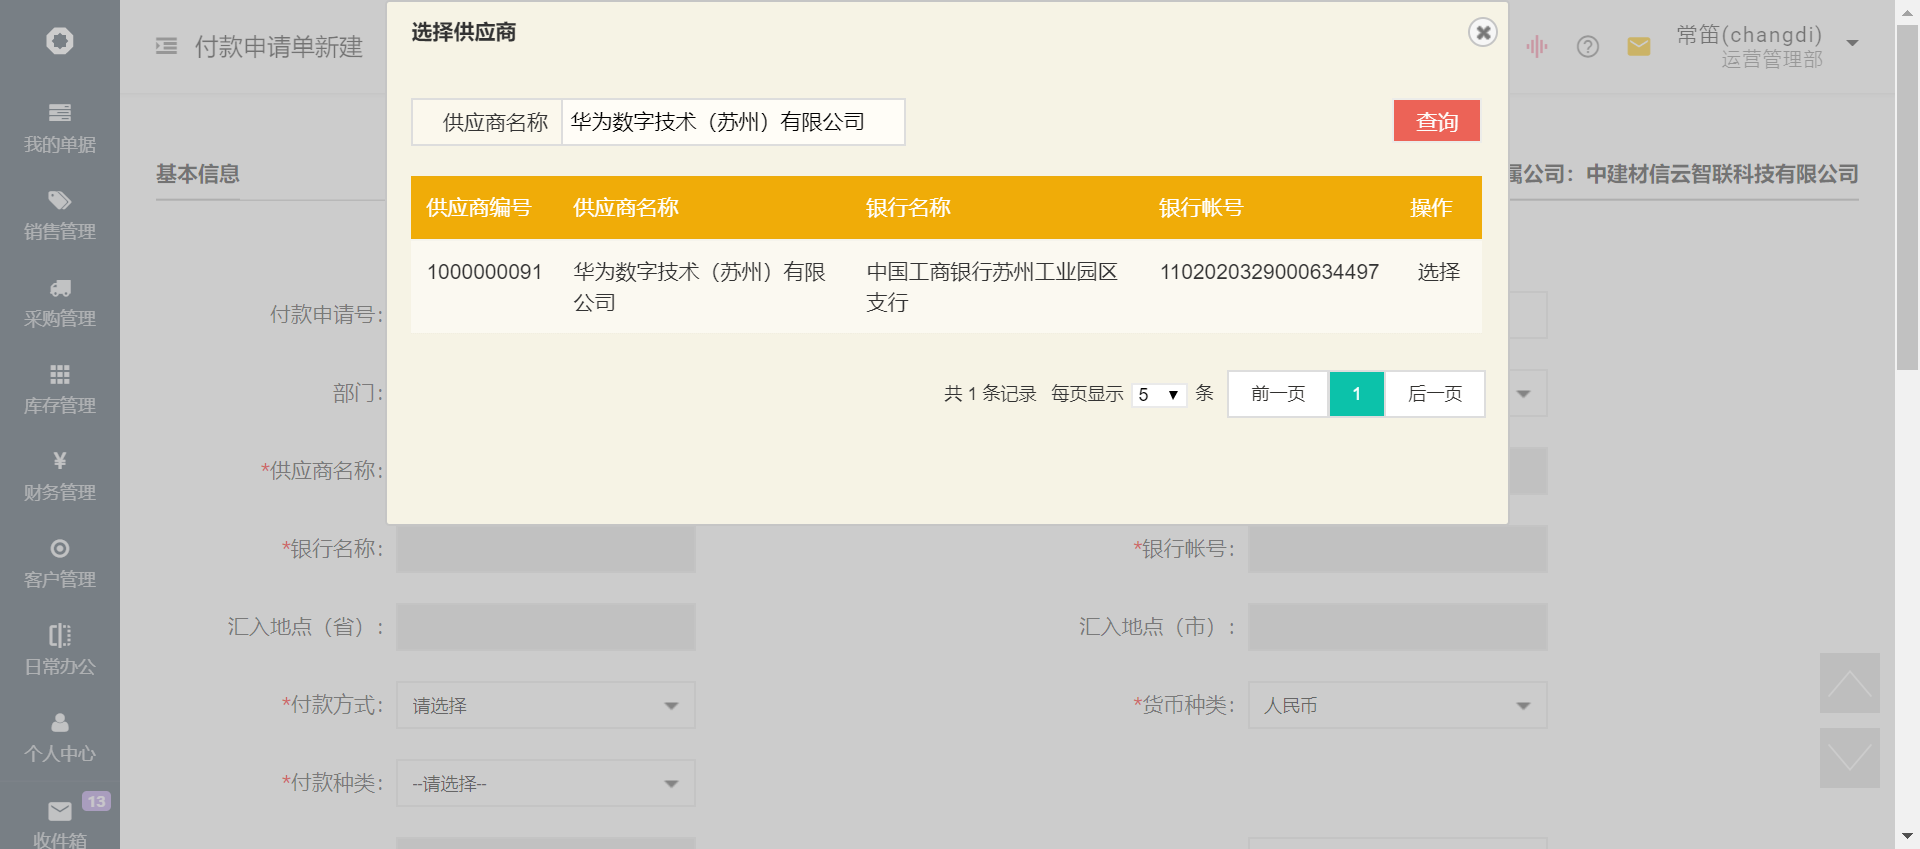 付款申请单新建
常笛(changdi)
运营管理部
我的单据
销售管理
采购管理
库存管理
¥
财务管理
客户管理
日常办公
个人中心
13
收件箱
选择供应商
供应商名称 华为数字技术（苏州）有限公司
查询
供应商编号 供应商名称 银行名称 银行帐号 操作
1000000091 华为数字技术（苏州）有限 中国工商银行苏州工业园区 1102020329000634497 选择
公司 支行
共 1 条记录 每页显示 5 ▼ 条 前一页 1 后一页
基本信息
属公司：中建材信云智联科技有限公司
付款申请号：
部门：
*供应商名称：
*银行名称： *银行帐号：
汇入地点（省）： 汇入地点（市）：
*付款方式： 请选择 *货币种类： 人民币
*付款种类： --请选择--